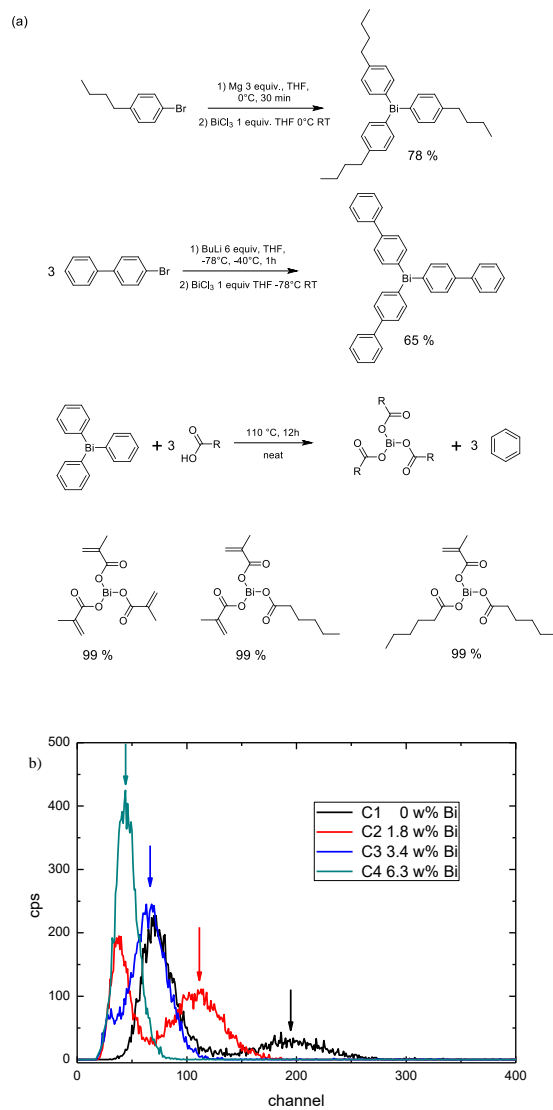 (a)
Br
1) Mg 3 equiv., THF,
0°C, 30 min
2) BiCl3 1 equiv. THF 0°C RT
Bi
78 %
3
Br
1) BuLi 6 equiv, THF,
-78°C, -40°C, 1h
2) BiCl3 1 equiv THF -78°C RT
Bi
65 %
Bi
+ 3
O
HO R
110 °C, 12h
neat
R
O
O
O Bi O
R O O R
+ 3
O
O
O Bi O
O O
99 %
O
O
O Bi O
O O
99 %
O
O
O Bi O
O O
99 %
b)
500
400
300
200
100
0
cps
C1 0 w% Bi
C2 1.8 w% Bi
C3 3.4 w% Bi
C4 6.3 w% Bi
0 100 200 300 400
channel